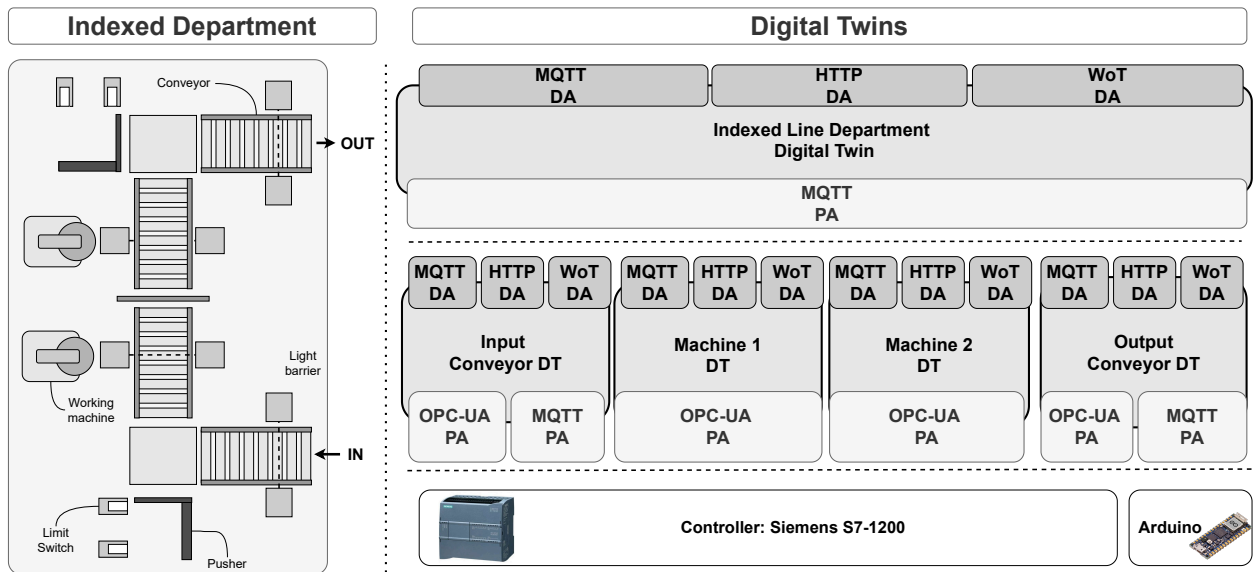 Indexed Department
Conveyor
OUT
Light
barrier
Working
machine
IN
Limit
Switch
Pusher
Digital Twins
MQTT
DA
HTTP
DA
WoT
DA
Indexed Line Department
Digital Twin
MQTT
PA
MQTT
DA
HTTP
DA
WoT
DA
MQTT
DA
HTTP
DA
WoT
DA
MQTT
DA
HTTP
DA
WoT
DA
MQTT
DA
HTTP
DA
WoT
DA
Input
Conveyor DT
Machine 1
DT
Machine 2
DT
Output
Conveyor DT
OPC-UA
PA
MQTT
PA
OPC-UA
PA
OPC-UA
PA
OPC-UA
PA
MQTT
PA
Controller: Siemens S7-1200
Arduino